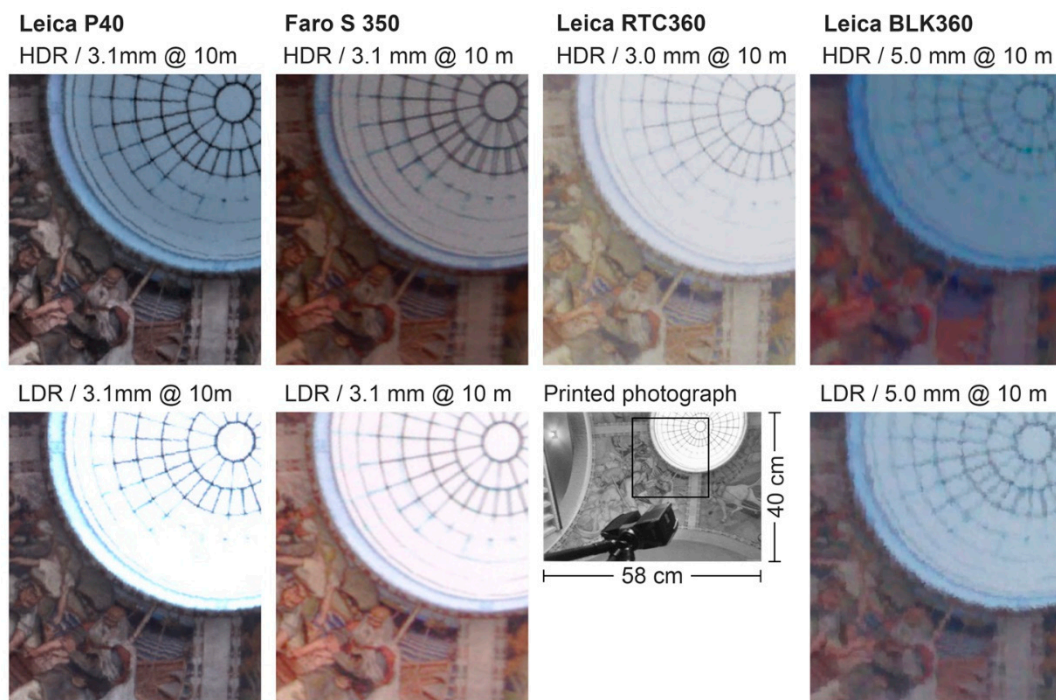 Leica P40
HDR / 3.1mm @ 10m
Faro S 350
HDR / 3.1 mm @ 10 m
Leica RTC360
HDR / 3.0 mm @ 10 m
Leica BLK360
HDR / 5.0 mm @ 10 m
LDR / 3.1mm @ 10m
LDR / 3.1 mm @ 10 m
Printed photograph
40 cm
58 cm
LDR / 5.0 mm @ 10 m